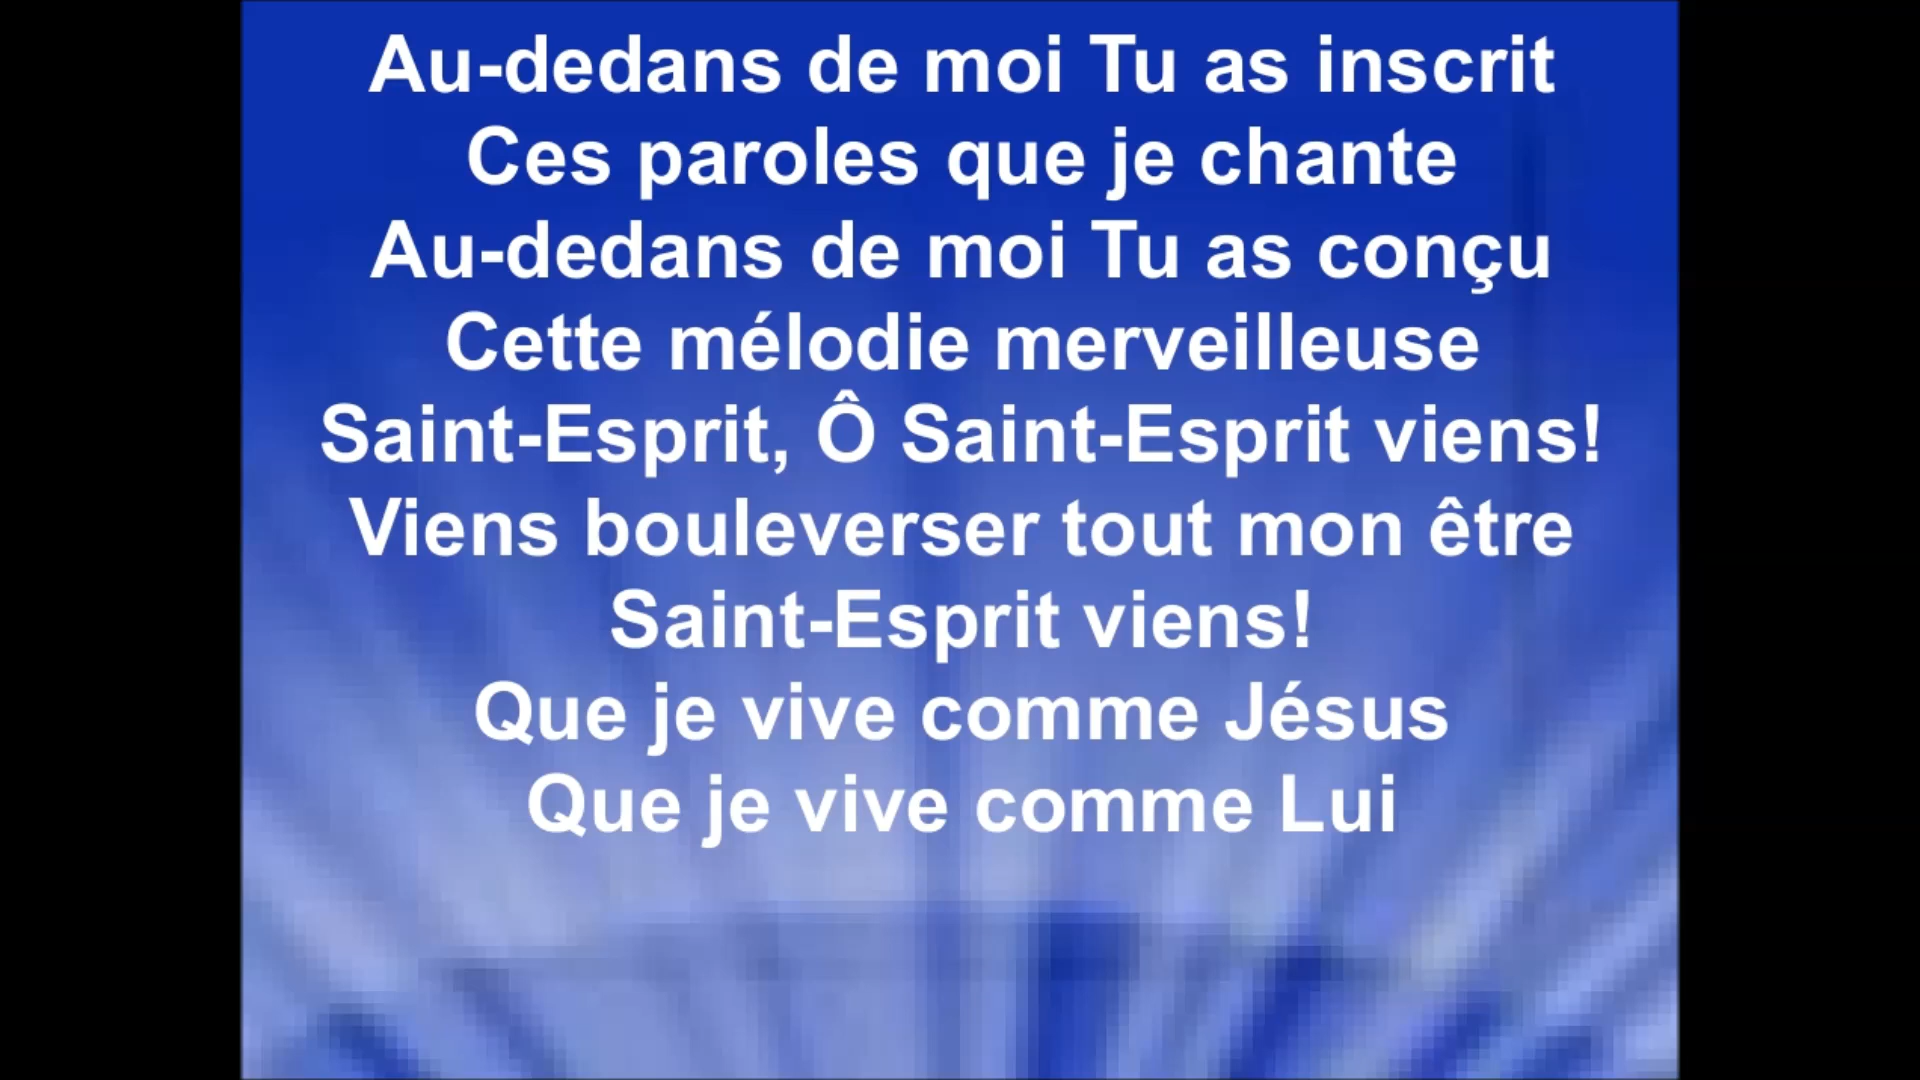 Au-dedans de moi Tu as inscrit
Ces paroles que je chante
Au-dedans de moi Tu as conçu
Cette mélodie merveilleuse
Saint-Esprit, Ô Saint-Esprit viens!
Viens bouleverser tout mon être
Saint-Esprit viens!
Que je vive comme Jésus
Que je vive comme Lui